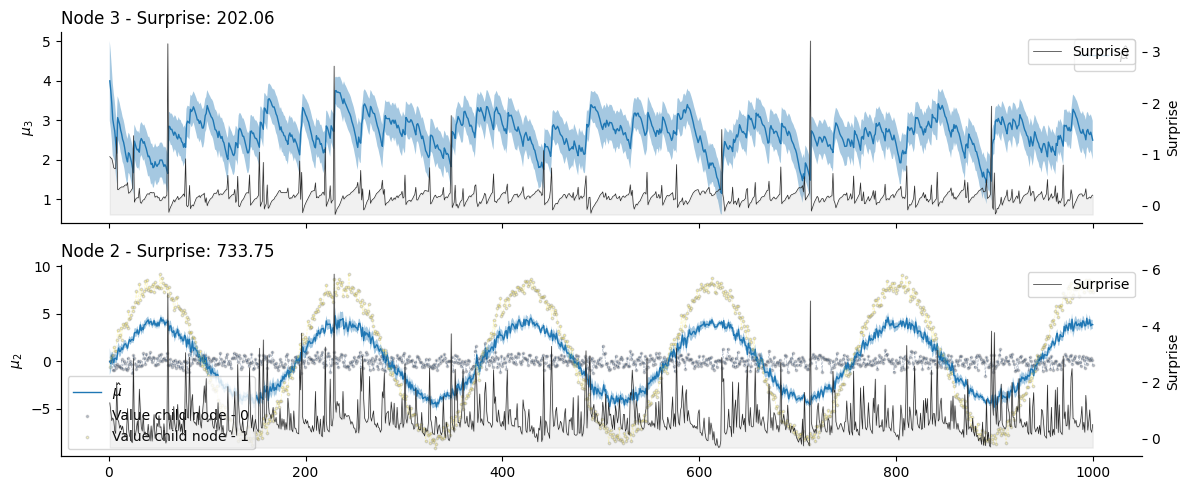 Node 3 - Surprise: 202.06
5
4
3
2
1
μ3
Surprise
3
2
1
0
Surprise
Node 2 - Surprise: 733.75
10
5
0
−5
μ2
μ̂
Value child node - 0
Value child node - 1
Surprise
6
4
2
0
Surprise
0
200
400
600
800
1000